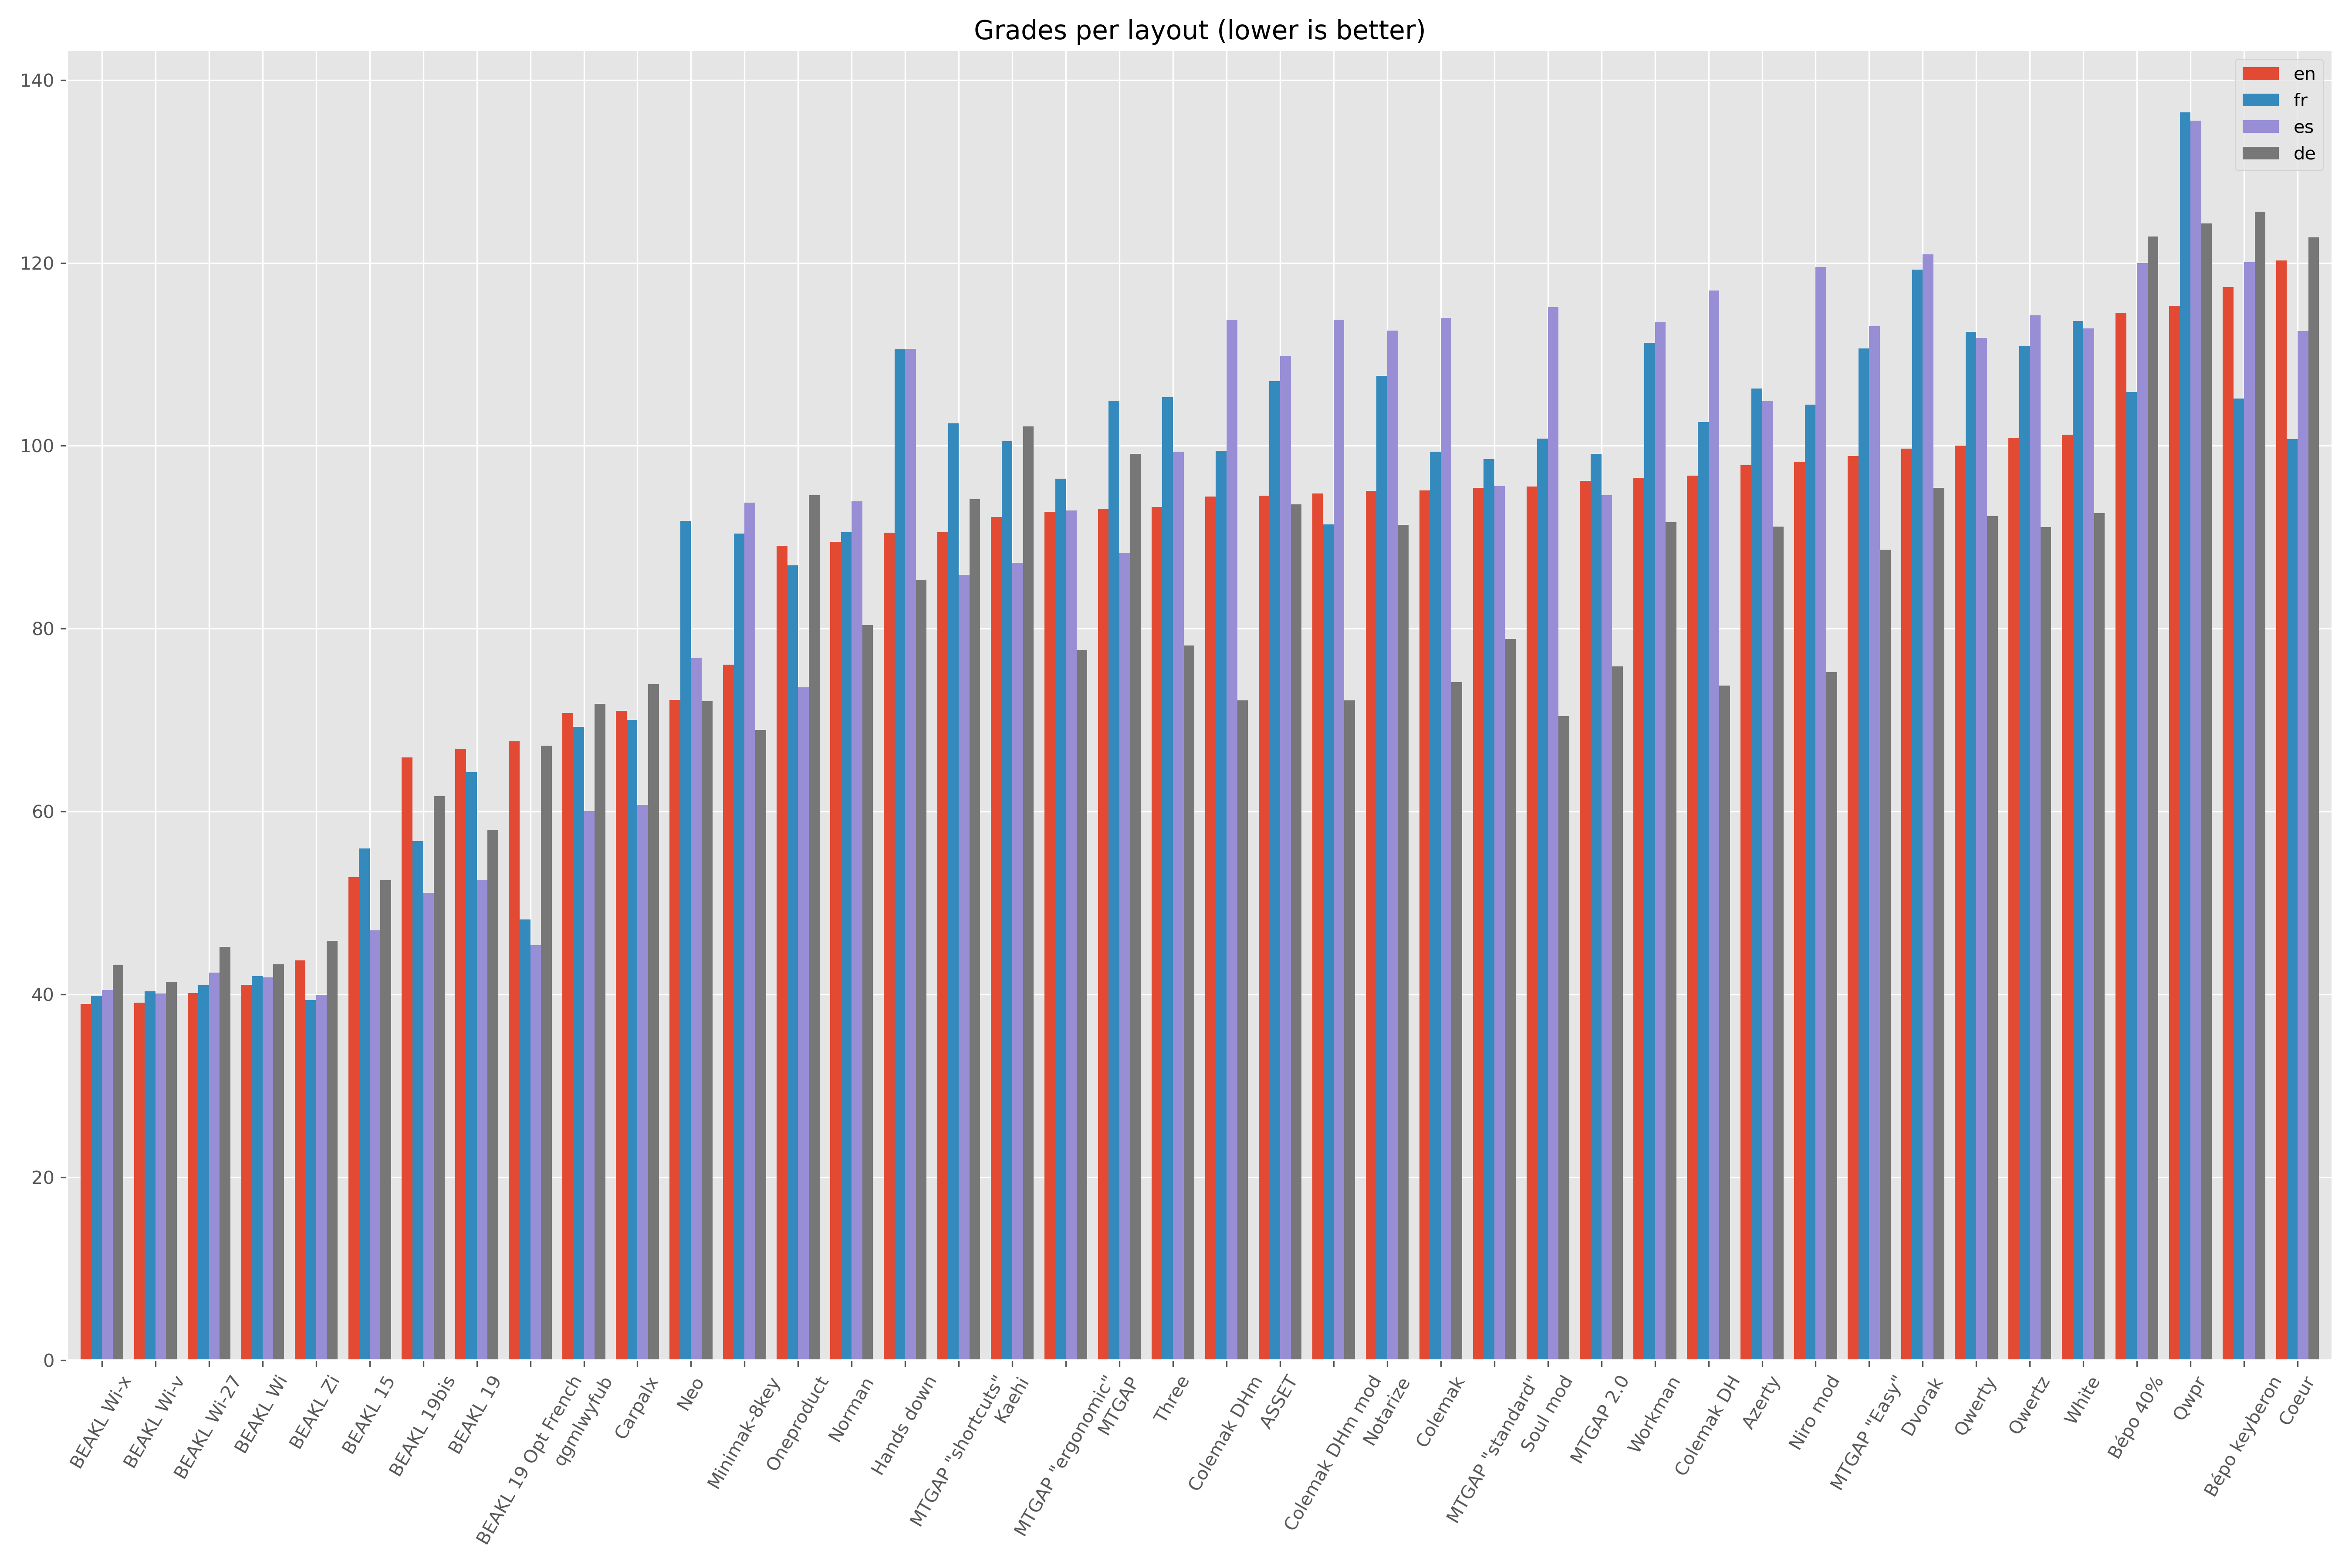 Grades per layout (lower is better)
en
fr
es
de
140
120
100
80
60
40
20
0
BEAKL Wi-x
BEAKL Wi-v
BEAKL Wi-27
BEAKL Wi
BEAKL Zi
BEAKL 15
BEAKL 19bis
BEAKL 19
BEAKL 19 Opt French
qgmlwyfub
Carpalx
Neo
Minimak-8key
Oneproduct
Norman
Hands down
MTGAP "shortcuts"
Kaehi
MTGAP "ergonomic"
MTGAP
Three
Colemak DHm
ASSET
Colemak DHm mod
Notarize
Colemak
MTGAP "standard"
Soul mod
MTGAP 2.0
Workman
Colemak DH
Azerty
Niro mod
MTGAP "Easy"
Dvorak
Qwerty
Qwertz
White
Bépo 40%
Qwpr
Bépo keyberon
Coeur